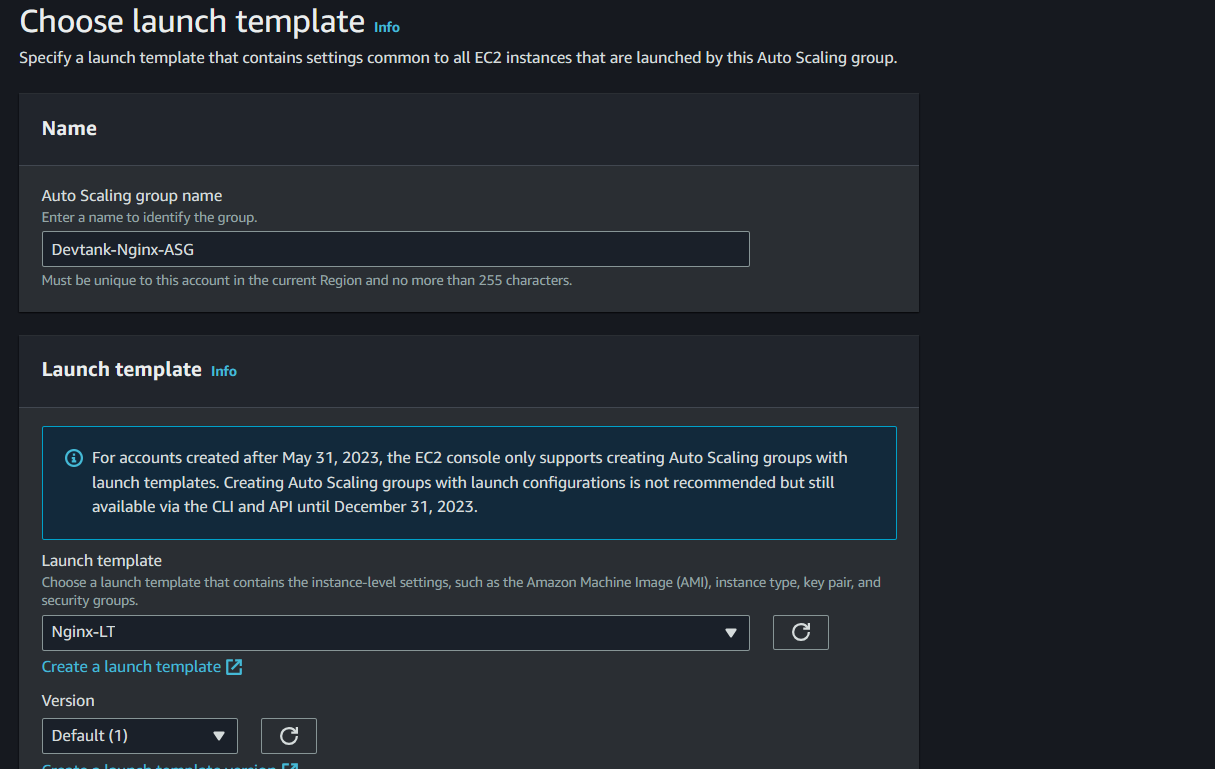 Choose launch template Info
Specify a launch template that contains settings common to all EC2 instances that are launched by this Auto Scaling group.
Name
Auto Scaling group name
Enter a name to identify the group.
Devtank-Nginx-ASG
Must be unique to this account in the current Region and no more than 255 characters.
Launch template Info
For accounts created after May 31, 2023, the EC2 console only supports creating Auto Scaling groups with
launch templates. Creating Auto Scaling groups with launch configurations is not recommended but still
available via the CLI and API until December 31, 2023.
Launch template
Choose a launch template that contains the instance-level settings, such as the Amazon Machine Image (AMI), instance type, key pair, and
security groups.
Nginx-LT
Create a launch template
Version
Default (1)
Create a launch template version